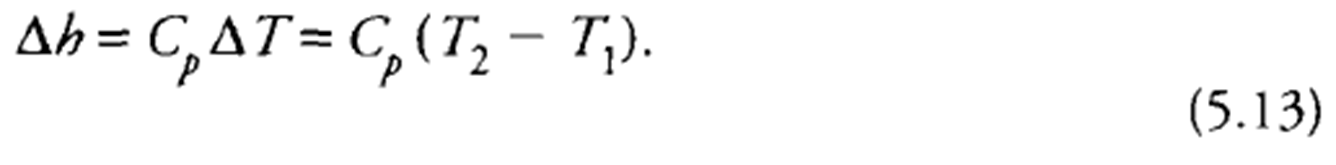 Δh = C_p ΔT = C_p (T_2 − T_1).
(5.13)